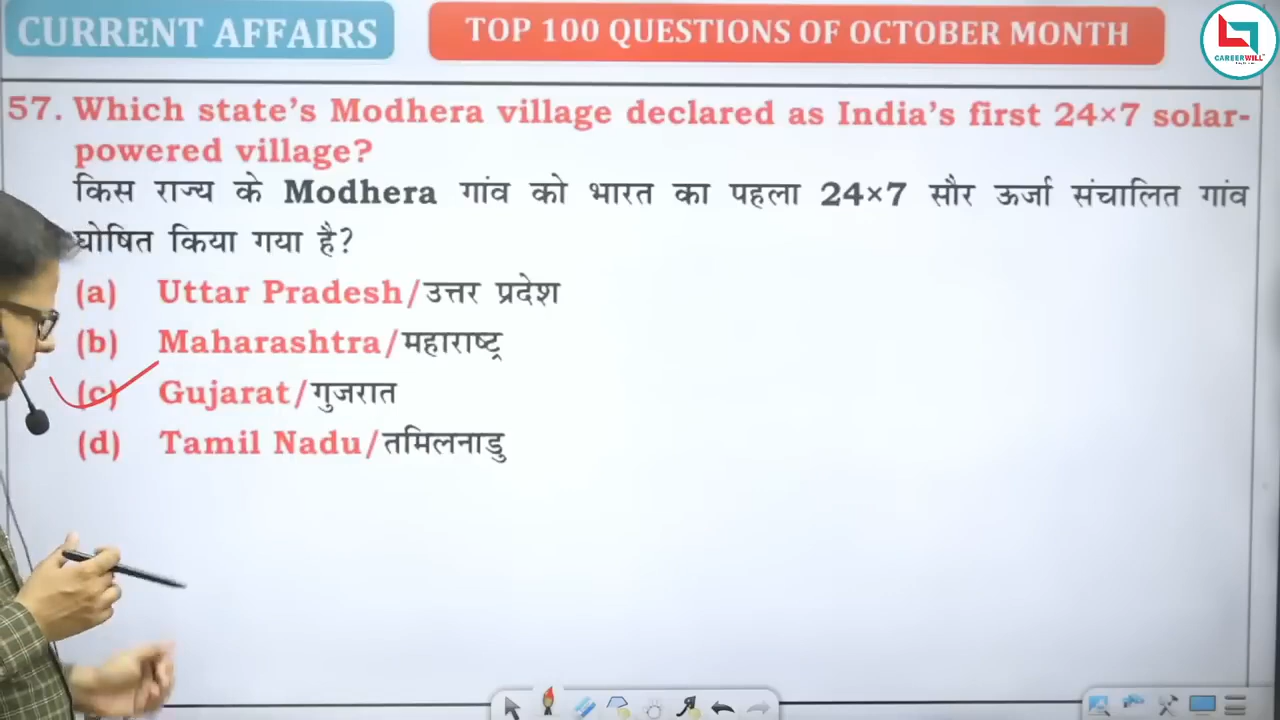 CURRENT AFFAIRS
TOP 100 QUESTIONS OF OCTOBER MONTH
CAREERWILL
57. Which state's Modhera village declared as India's first 24×7 solar-
powered village?
किस राज्य के Modhera गांव को भारत का पहला 24×7 सौर ऊर्जा संचालित गांव
घोषित किया गया है?
(a) Uttar Pradesh/उत्तर प्रदेश
(b) Maharashtra/महाराष्ट्र
(c) Gujarat/गुजरात
(d) Tamil Nadu/तमिलनाडु